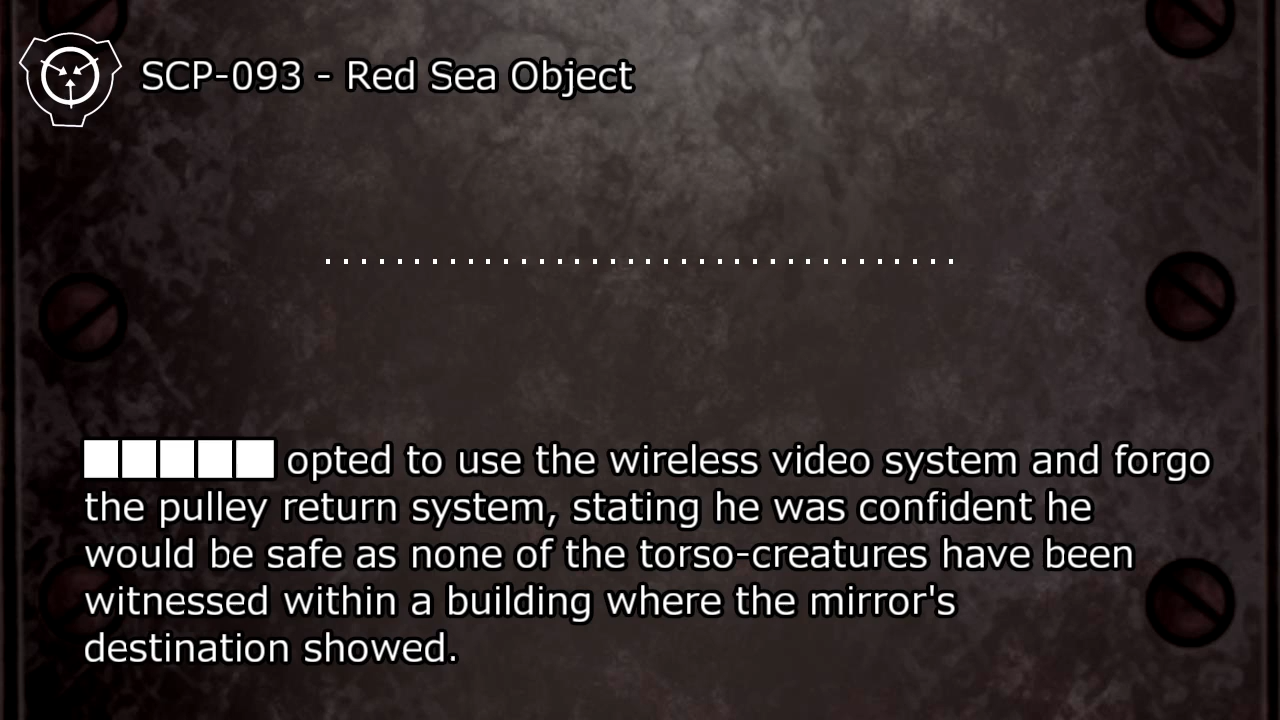 SCP-093 - Red Sea Object
....................................
█████ opted to use the wireless video system and forgo
the pulley return system, stating he was confident he
would be safe as none of the torso-creatures have been
witnessed within a building where the mirror's
destination showed.